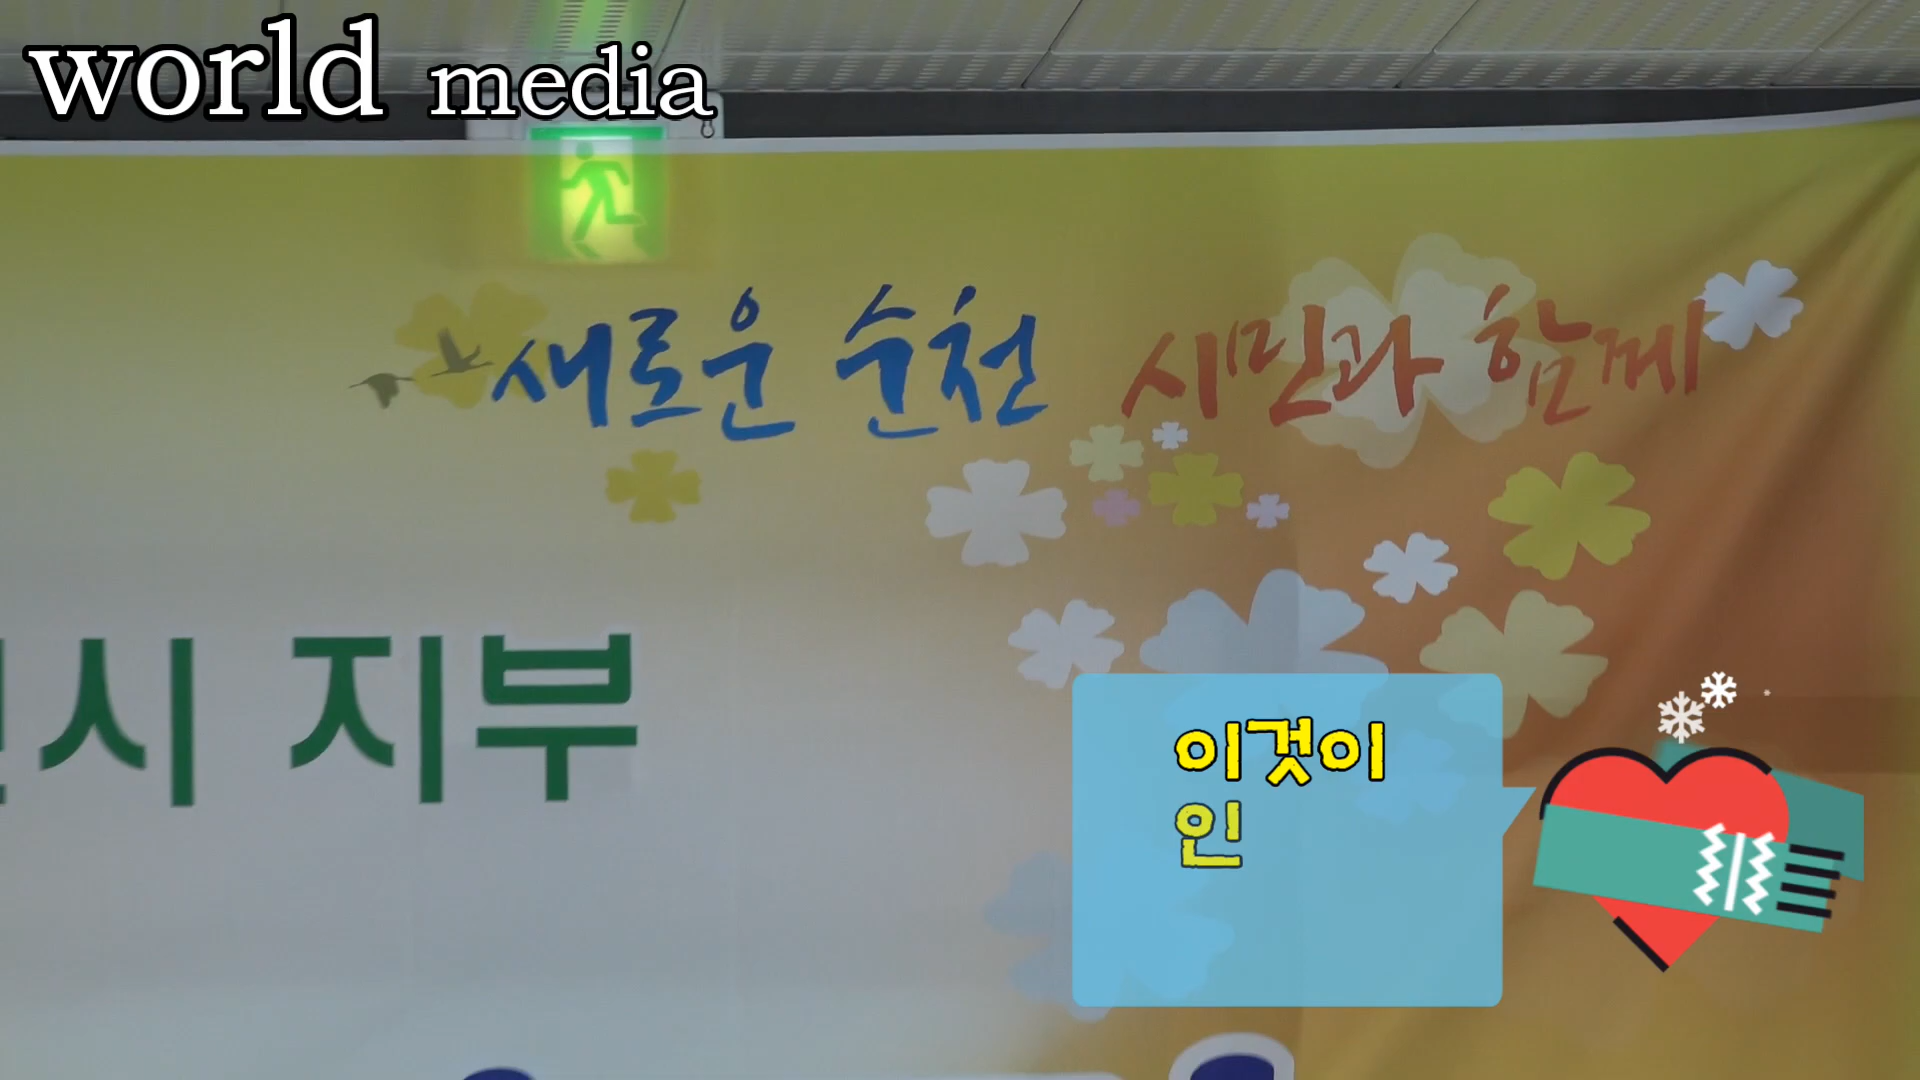 world media
새로운 순천 시민과 함께
시 지부
이것이
인